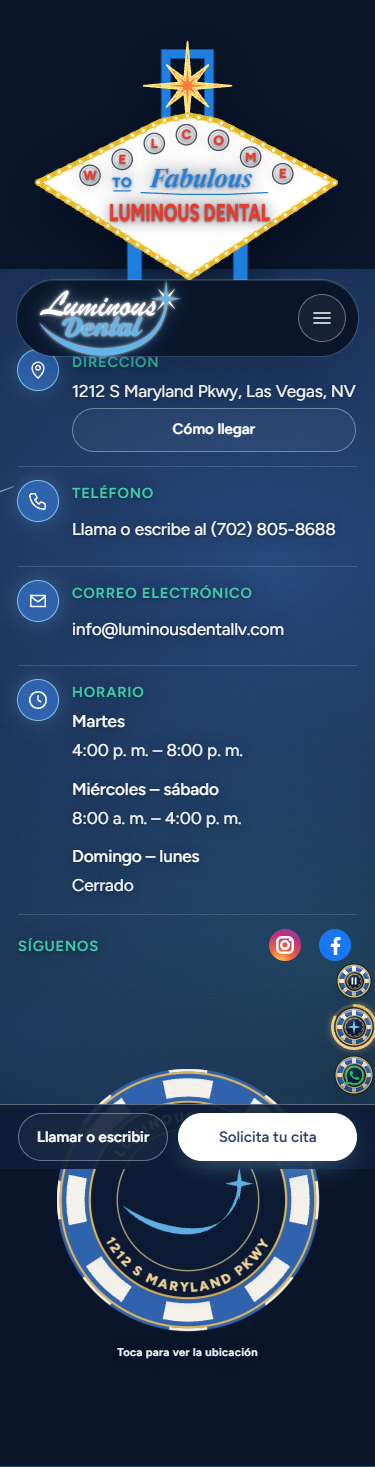 WELCOME
TO Fabulous
LUMINOUS DENTAL
Luminous
Dental
DIRECCIÓN
1212 S Maryland Pkwy, Las Vegas, NV
Cómo llegar
TELÉFONO
Llama o escribe al (702) 805-8688
CORREO ELECTRÓNICO
info@luminousdentallv.com
HORARIO
Martes
4:00 p. m. – 8:00 p. m.
Miércoles – sábado
8:00 a. m. – 4:00 p. m.
Domingo – lunes
Cerrado
SÍGUENOS
Llamar o escribir
Solicita tu cita
1212 S MARYLAND PKWY
Toca para ver la ubicación